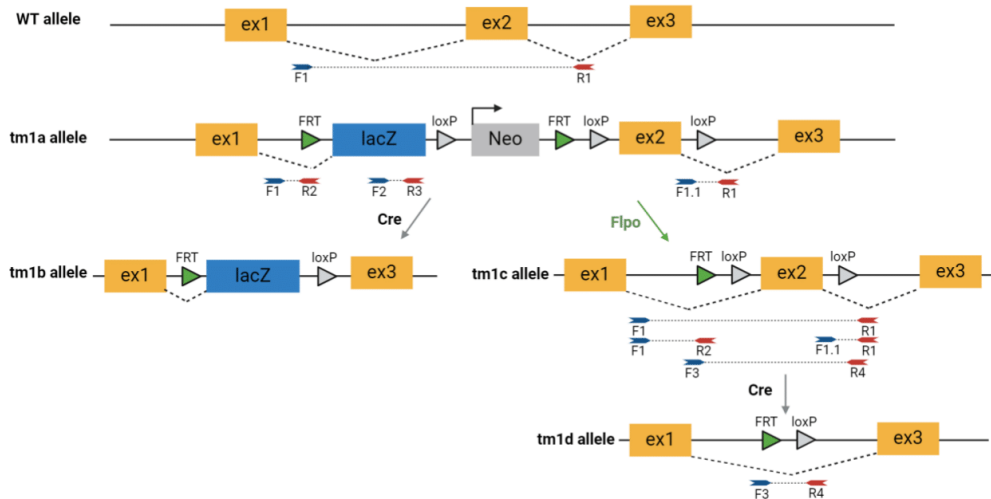 WT allele ex1 ex2 ex3
F1 R1
FRT loxP FRT loxP loxP
tm1a allele ex1 lacZ Neo ex2 ex3
F1 R2 F2 R3 F1.1 R1
Cre Flpo
FRT loxP
tm1b allele ex1 lacZ ex3
FRT loxP loxP
tm1c allele ex1 ex2 ex3
F1 R1
F1 R2 F1.1 R1
F3 R4
Cre
FRT loxP
tm1d allele ex1 ex3
F3 R4